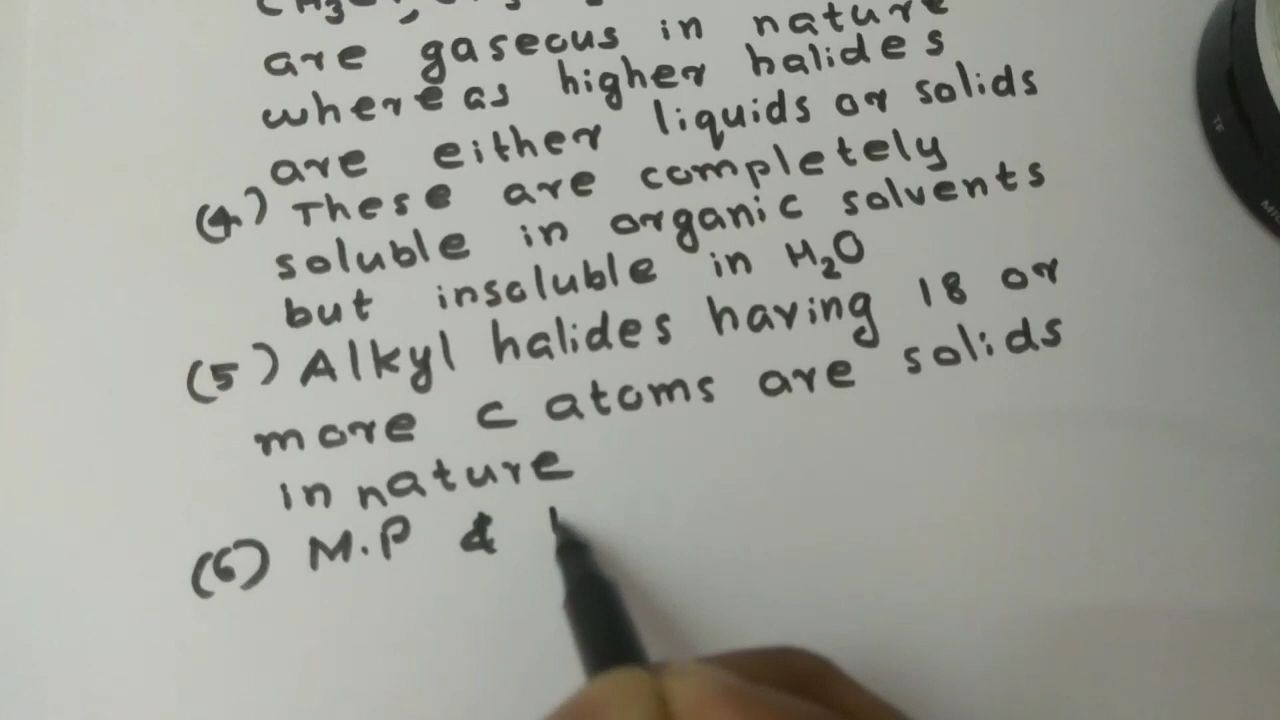 are gaseous in nature
whereas higher halides
are either liquids or solids
(4) These are completely
soluble in organic solvents
but insoluble in H₂O
(5) Alkyl halides having 18 or
more C atoms are solids
in nature
(6) M.P &